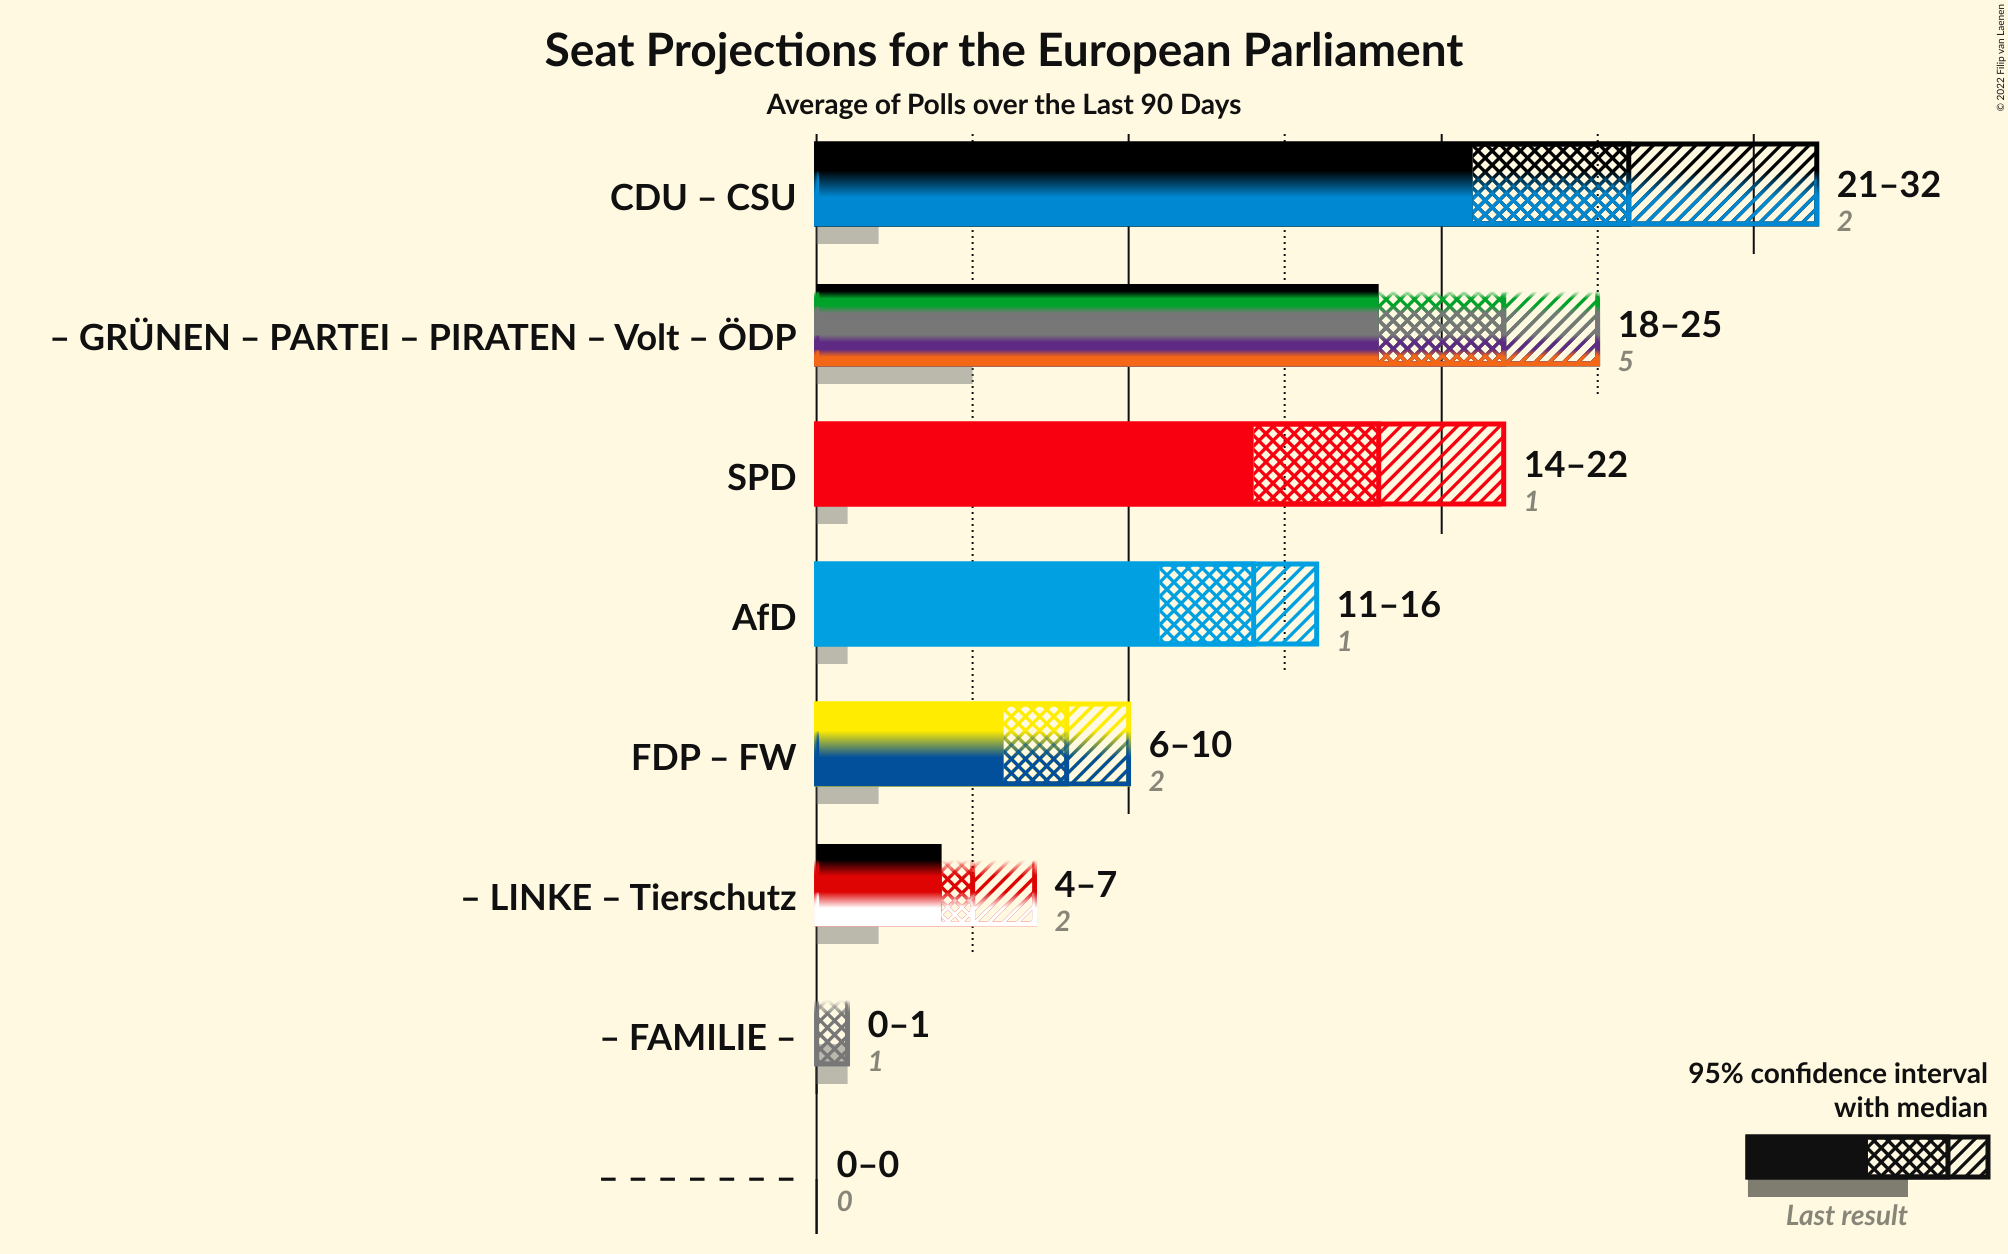 Seat Projections for the European Parliament
Average of Polls over the Last 90 Days
© 2022 Filip van Laenen
CDU – CSU
21–32
2
– GRÜNEN – PARTEI – PIRATEN – Volt – ÖDP
18–25
5
SPD
14–22
1
AfD
11–16
1
FDP – FW
6–10
2
– LINKE – Tierschutz
4–7
2
– FAMILIE –
0–1
1
– – – – – – –
0–0
0
95% confidence interval
with median
Last result